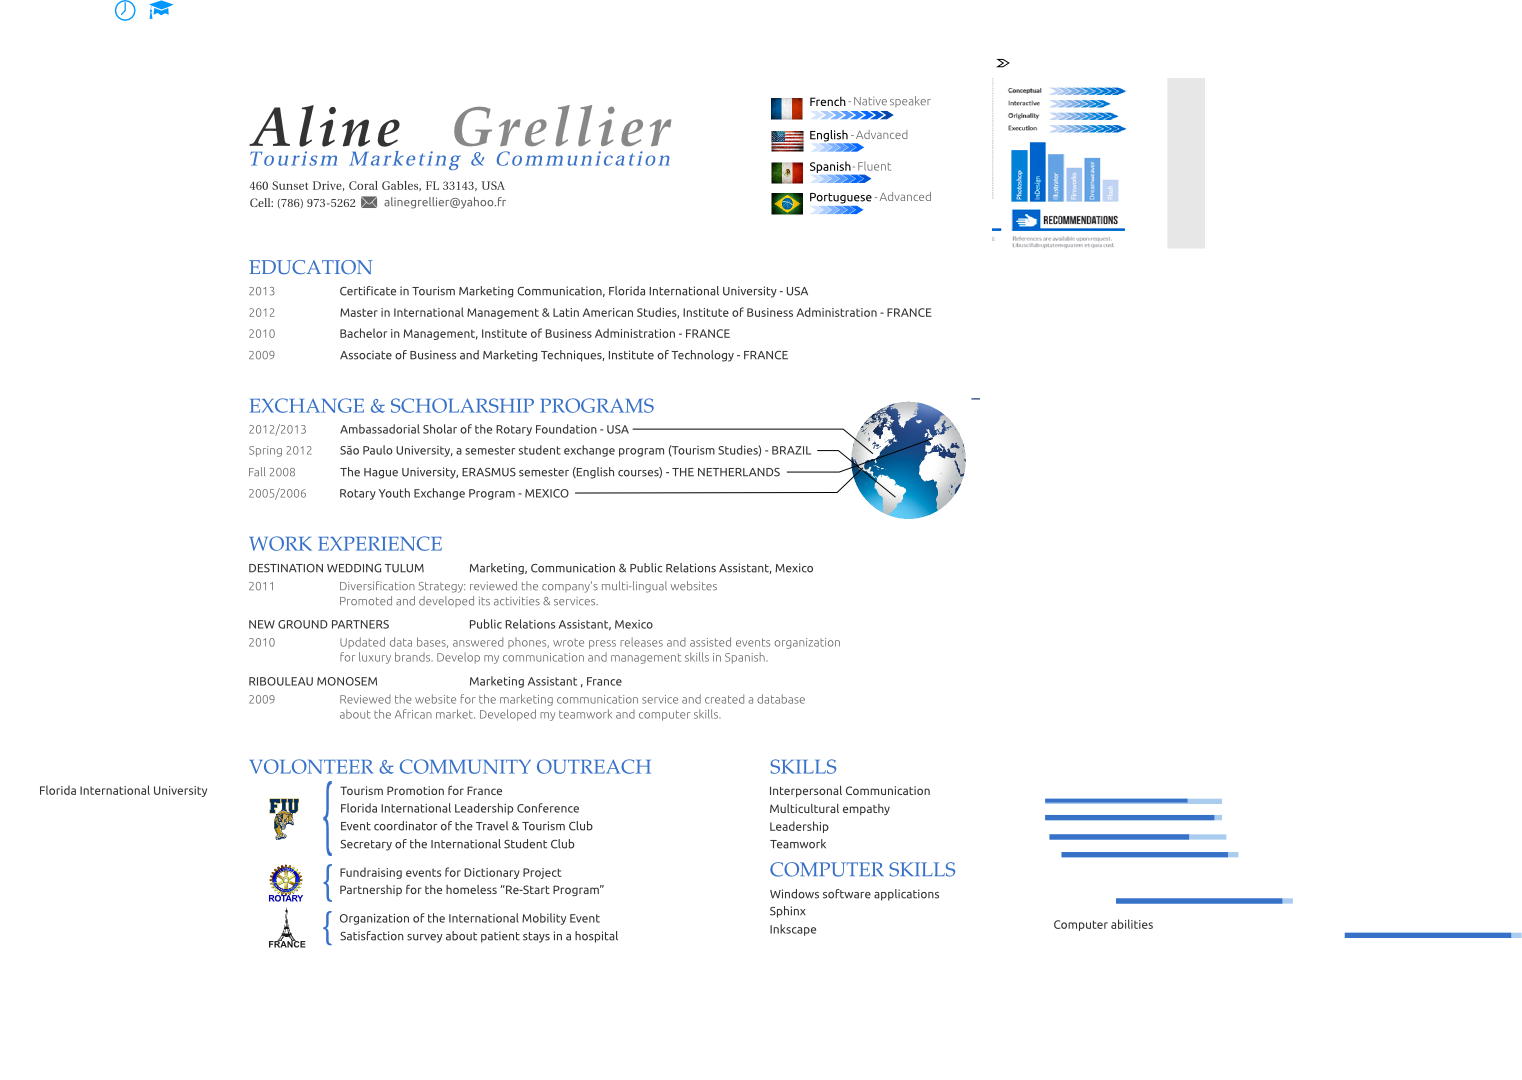 Aline Grellier
Tourism Marketing & Communication
460 Sunset Drive, Coral Gables, FL 33143, USA
Cell: (786) 973-5262 alinegrellier@yahoo.fr
French - Native speaker
English - Advanced
Spanish - Fluent
Portuguese - Advanced
Conceptual
Interactive
Originality
Execution
Photoshop
InDesign
Illustrator
Fireworks
Dreamweaver
Flash
RECOMMENDATIONS
References are available upon request.
EDUCATION
2013 Certificate in Tourism Marketing Communication, Florida International University - USA
2012 Master in International Management & Latin American Studies, Institute of Business Administration - FRANCE
2010 Bachelor in Management, Institute of Business Administration - FRANCE
2009 Associate of Business and Marketing Techniques, Institute of Technology - FRANCE
EXCHANGE & SCHOLARSHIP PROGRAMS
2012/2013 Ambassadorial Sholar of the Rotary Foundation - USA
Spring 2012 São Paulo University, a semester student exchange program (Tourism Studies) - BRAZIL
Fall 2008 The Hague University, ERASMUS semester (English courses) - THE NETHERLANDS
2005/2006 Rotary Youth Exchange Program - MEXICO
WORK EXPERIENCE
DESTINATION WEDDING TULUM Marketing, Communication & Public Relations Assistant, Mexico
2011 Diversification Strategy: reviewed the company's multi-lingual websites
Promoted and developed its activities & services.
NEW GROUND PARTNERS Public Relations Assistant, Mexico
2010 Updated data bases, answered phones, wrote press releases and assisted events organization
for luxury brands. Develop my communication and management skills in Spanish.
RIBOULEAU MONOSEM Marketing Assistant , France
2009 Reviewed the website for the marketing communication service and created a database
about the African market. Developed my teamwork and computer skills.
VOLUNTEER & COMMUNITY OUTREACH
Florida International University
FIU
Tourism Promotion for France
Florida International Leadership Conference
Event coordinator of the Travel & Tourism Club
Secretary of the International Student Club
ROTARY
Fundraising events for Dictionary Project
Partnership for the homeless "Re-Start Program"
FRANCE
Organization of the International Mobility Event
Satisfaction survey about patient stays in a hospital
SKILLS
Interpersonal Communication
Multicultural empathy
Leadership
Teamwork
COMPUTER SKILLS
Windows software applications
Sphinx
Inkscape
Computer abilities